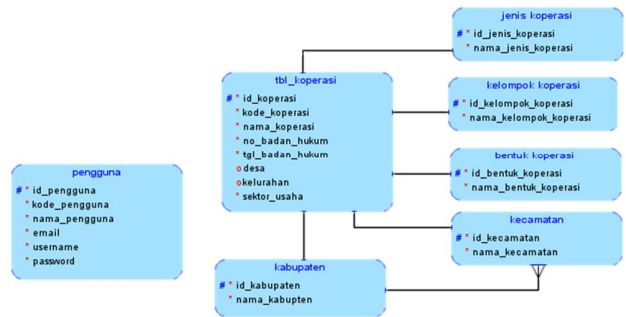 jenis koperasi
# * id_jenis_koperasi
* nama_jenis_koperasi
tbl_koperasi
# * id_koperasi
* kode_koperasi
* nama_koperasi
* no_badan_hukum
* tgl_badan_hukum
o desa
o kelurahan
* sektor_usaha
kelompok koperasi
# * id_kelompok_koperasi
* nama_kelompok_koperasi
bentuk koperasi
# * id_bentuk_koperasi
* nama_bentuk_koperasi
pengguna
# * id_pengguna
* kode_pengguna
* nama_pengguna
* email
* username
* password
kecamatan
# * id_kecamatan
* nama_kecamatan
kabupaten
# * id_kabupaten
* nama_kabupten